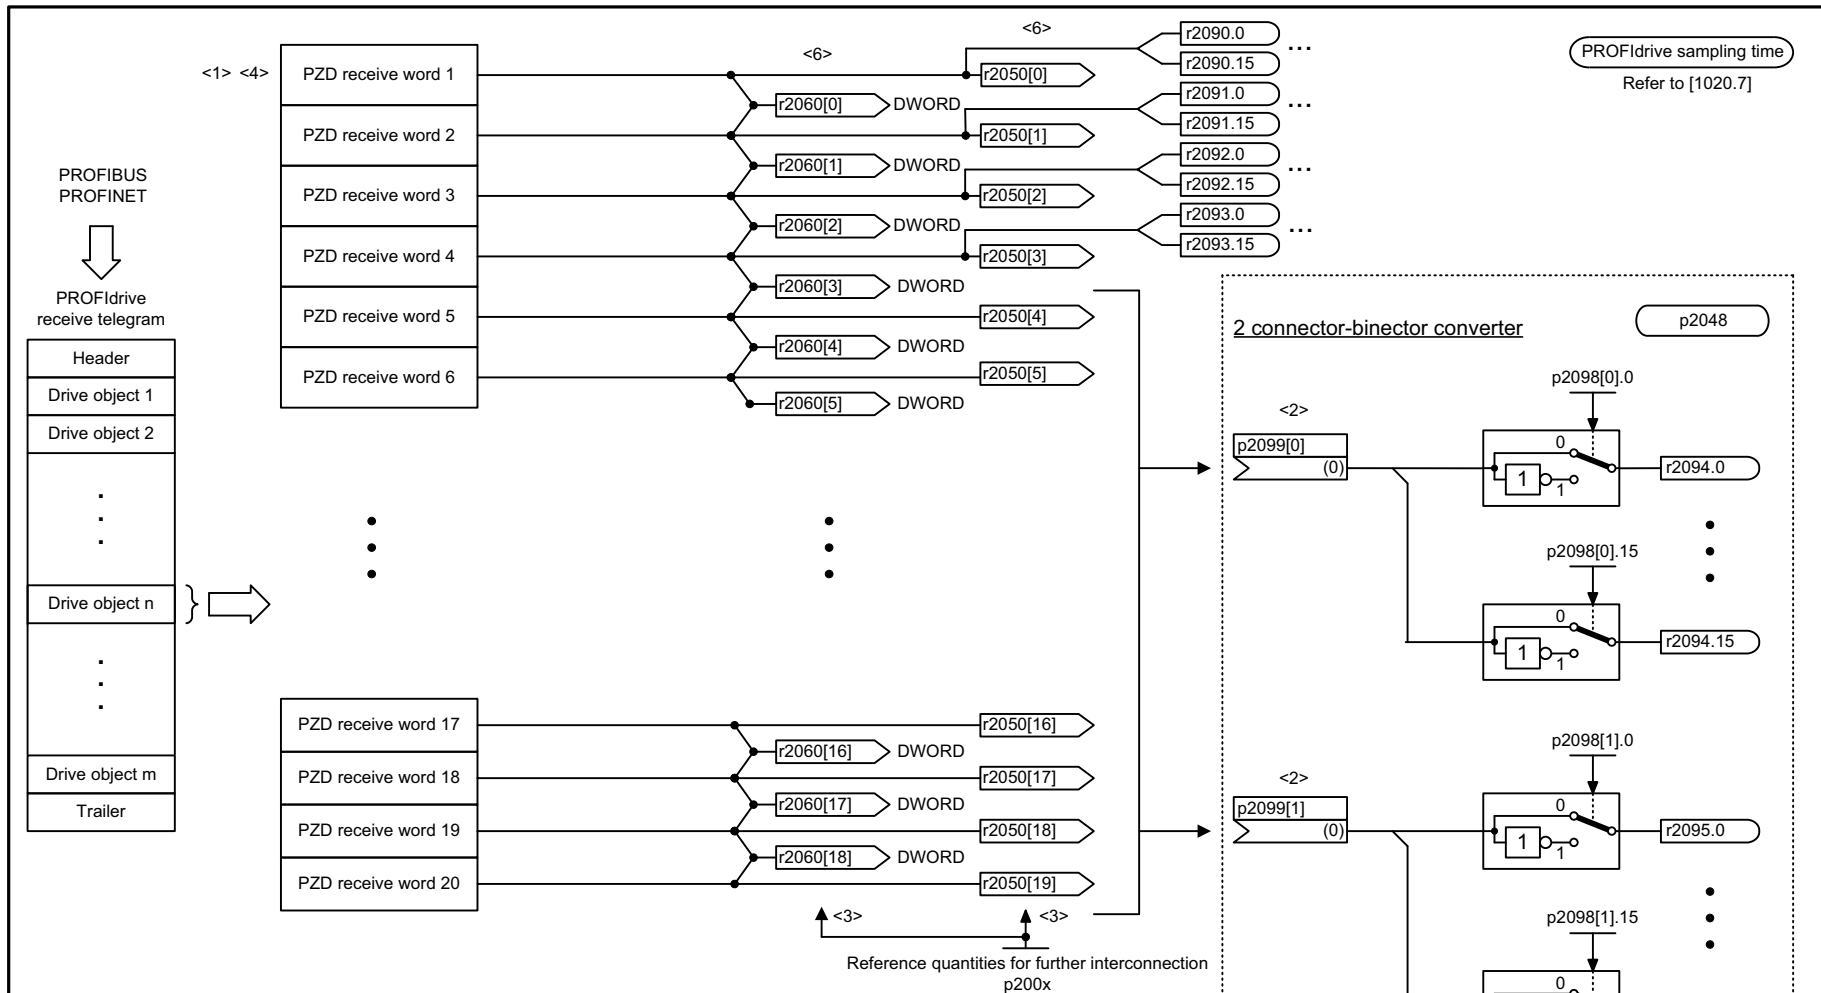 <6>
r2090.0
...
PROFIdrive sampling time
<1> <4>
PZD receive word 1
<6>
r2050[0]
r2090.15
Refer to [1020.7]
r2060[0]
DWORD
r2091.0
...
PZD receive word 2
r2050[1]
r2091.15
r2060[1]
DWORD
r2092.0
...
PROFIBUS
PROFINET
PZD receive word 3
r2050[2]
r2092.15
r2060[2]
DWORD
r2093.0
...
PZD receive word 4
r2050[3]
r2093.15
r2060[3]
DWORD
PROFIdrive
receive telegram
PZD receive word 5
r2050[4]
2 connector-binector converter
p2048
r2060[4]
DWORD
Header
PZD receive word 6
r2050[5]
p2098[0].0
Drive object 1
r2060[5]
DWORD
<2>
Drive object 2
p2099[0]
(0)
0
1
1
r2094.0
p2098[0].15
Drive object n
}
0
1
1
r2094.15
PZD receive word 17
r2050[16]
p2098[1].0
r2060[16]
DWORD
Drive object m
PZD receive word 18
r2050[17]
<2>
Trailer
r2060[17]
DWORD
p2099[1]
(0)
0
1
1
r2095.0
PZD receive word 19
r2050[18]
r2060[18]
DWORD
PZD receive word 20
r2050[19]
<3>
<3>
p2098[1].15
Reference quantities for further interconnection
p200x
0